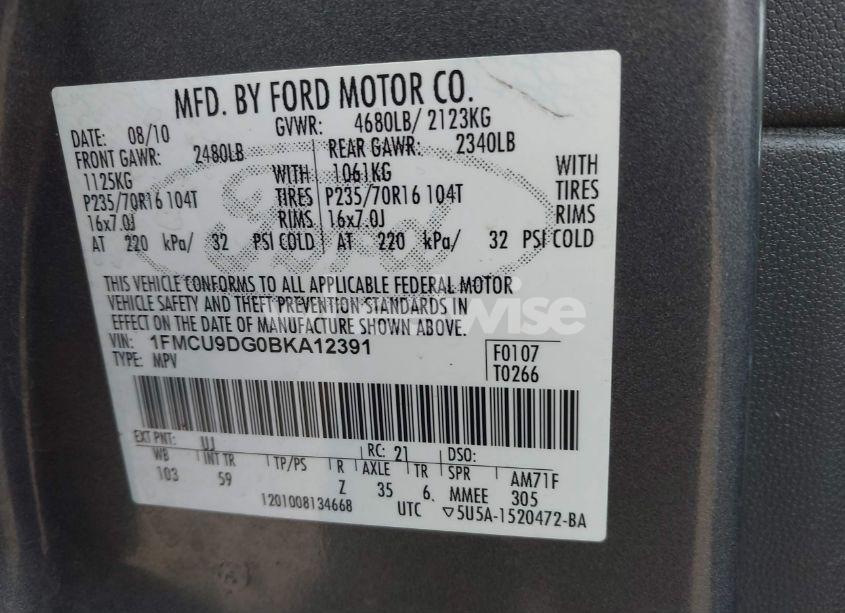 MFD. BY FORD MOTOR CO.
DATE: 08/10 GVWR: 4680LB/ 2123KG
FRONT GAWR: 2480LB REAR GAWR: 2340LB
1125KG WITH 1061KG WITH
P235/70R16 104T TIRES P235/70R16 104T TIRES
16x7.0J RIMS 16x7.0J RIMS
AT 220 kPa/ 32 PSI COLD AT 220 kPa/ 32 PSI COLD
THIS VEHICLE CONFORMS TO ALL APPLICABLE FEDERAL MOTOR
VEHICLE SAFETY AND THEFT PREVENTION STANDARDS IN
EFFECT ON THE DATE OF MANUFACTURE SHOWN ABOVE.
VIN: 1FMCU9DG0BKA12391 F0107
TYPE: MPV T0266
EXT PNT: UJ RC: 21 DSO:
WB INT TR TP/PS R AXLE TR SPR AM71F
103 59 Z 35 6 MMEE 305
1201008134668 UTC ▽5U5A-1520472-BA